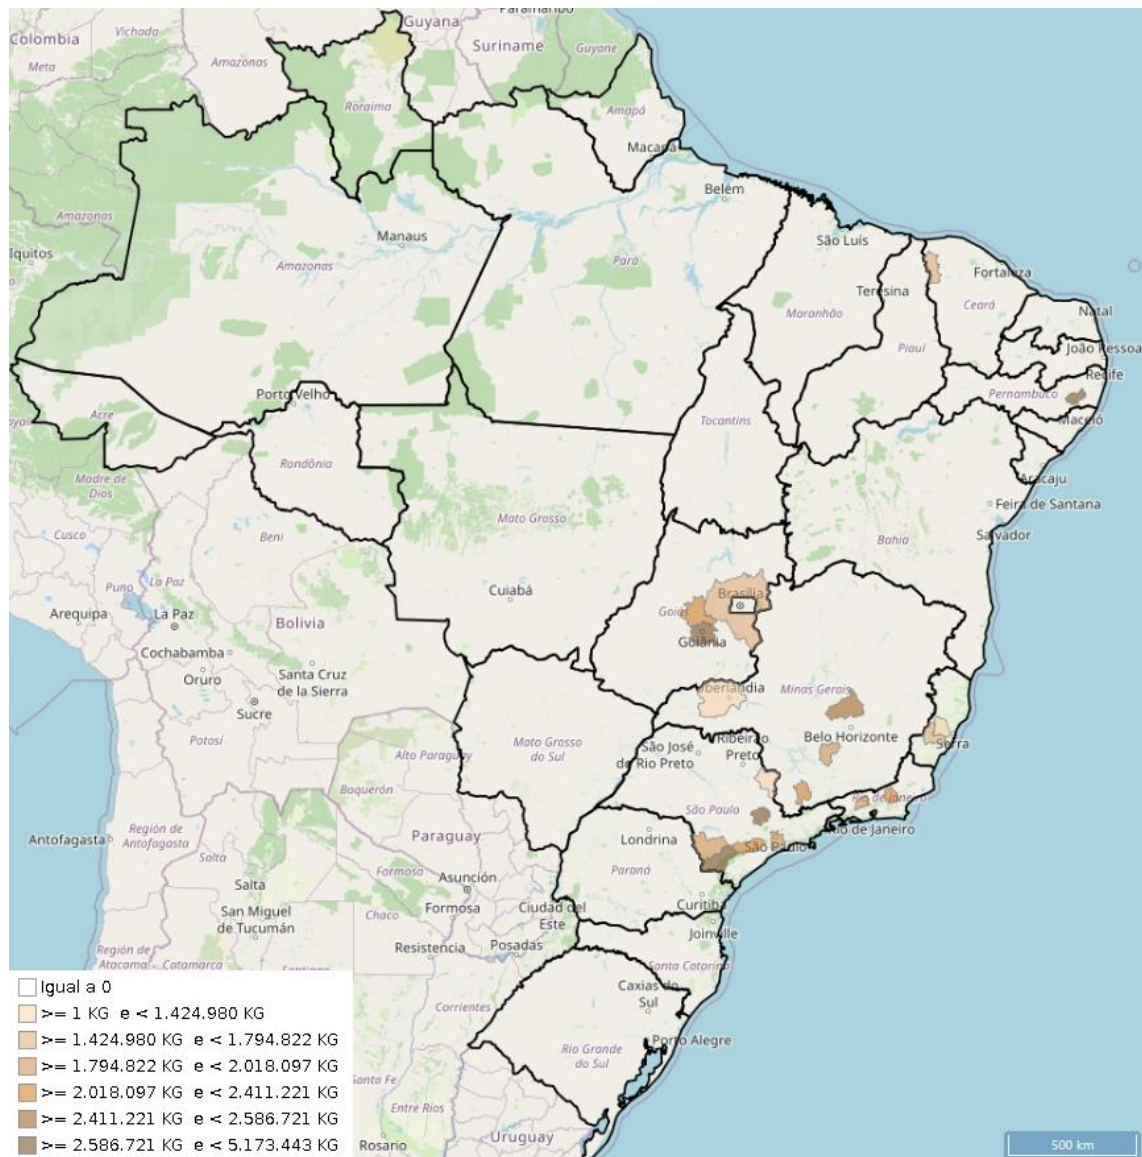 Paramaribo
Guyana
Colombia
Vichada
Suriname
Guyane
Meta
Amazonas
Roraima
Amapá
Macapá
Belém
Amazonas
Manaus
São Luís
Iquitos
Amazonas
Pará
Fortaleza
Teresina
Ceará
Maranhão
Natal
Piauí
João Pessoa
Recife
Porto Velho
Pernambuco
Acre
Tocantins
Maceió
Rondônia
Madre de
Dios
Aracaju
Feira de Santana
Mato Grosso
Cusco
Beni
Bahia
Salvador
Puno
La Paz
Cuiabá
Brasília
Arequipa
La Paz
Goiás
Bolivia
Goiânia
Cochabamba
Oruro
Santa Cruz
de la Sierra
Uberlândia
Minas Gerais
Sucre
Potosí
Belo Horizonte
Serra
Mato Grosso
do Sul
São José
do Rio Preto
Ribeirão
Preto
Alto Paraguay
Boquerón
São Paulo
Rio de Janeiro
Rio de Janeiro
Antofagasta
Región de
Antofagasta
Paraguay
Londrina
São Paulo
Salta
Paraná
Formosa
Asunción
Salta
San Miguel
de Tucumán
Chaco
Formosa
Ciudad del
Este
Curitiba
Joinville
Región de
Atacama
Catamarca
Santiago
Resistencia
Posadas
Santa Catarina
Caxias do
Sul
Corrientes
Porto Alegre
Rio Grande
do Sul
Santa Fe
Entre Ríos
Uruguay
Rosario
Igual a 0
>= 1 KG e < 1.424.980 KG
>= 1.424.980 KG e < 1.794.822 KG
>= 1.794.822 KG e < 2.018.097 KG
>= 2.018.097 KG e < 2.411.221 KG
>= 2.411.221 KG e < 2.586.721 KG
>= 2.586.721 KG e < 5.173.443 KG
500 km